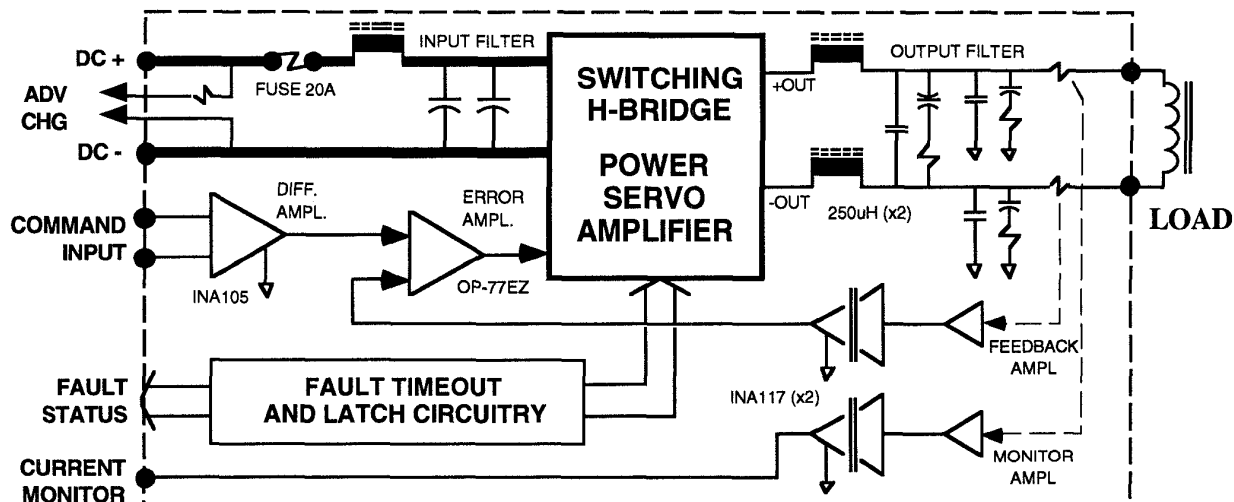 DC +
FUSE 20A
INPUT FILTER
ADV
CHG
DC -
SWITCHING
H-BRIDGE
POWER
SERVO
AMPLIFIER
+OUT
-OUT
OUTPUT FILTER
250uH (x2)
LOAD
COMMAND
INPUT
DIFF.
AMPL.
INA105
ERROR
AMPL.
OP-77EZ
FEEDBACK
AMPL
FAULT
STATUS
FAULT TIMEOUT
AND LATCH CIRCUITRY
INA117 (x2)
MONITOR
AMPL
CURRENT
MONITOR